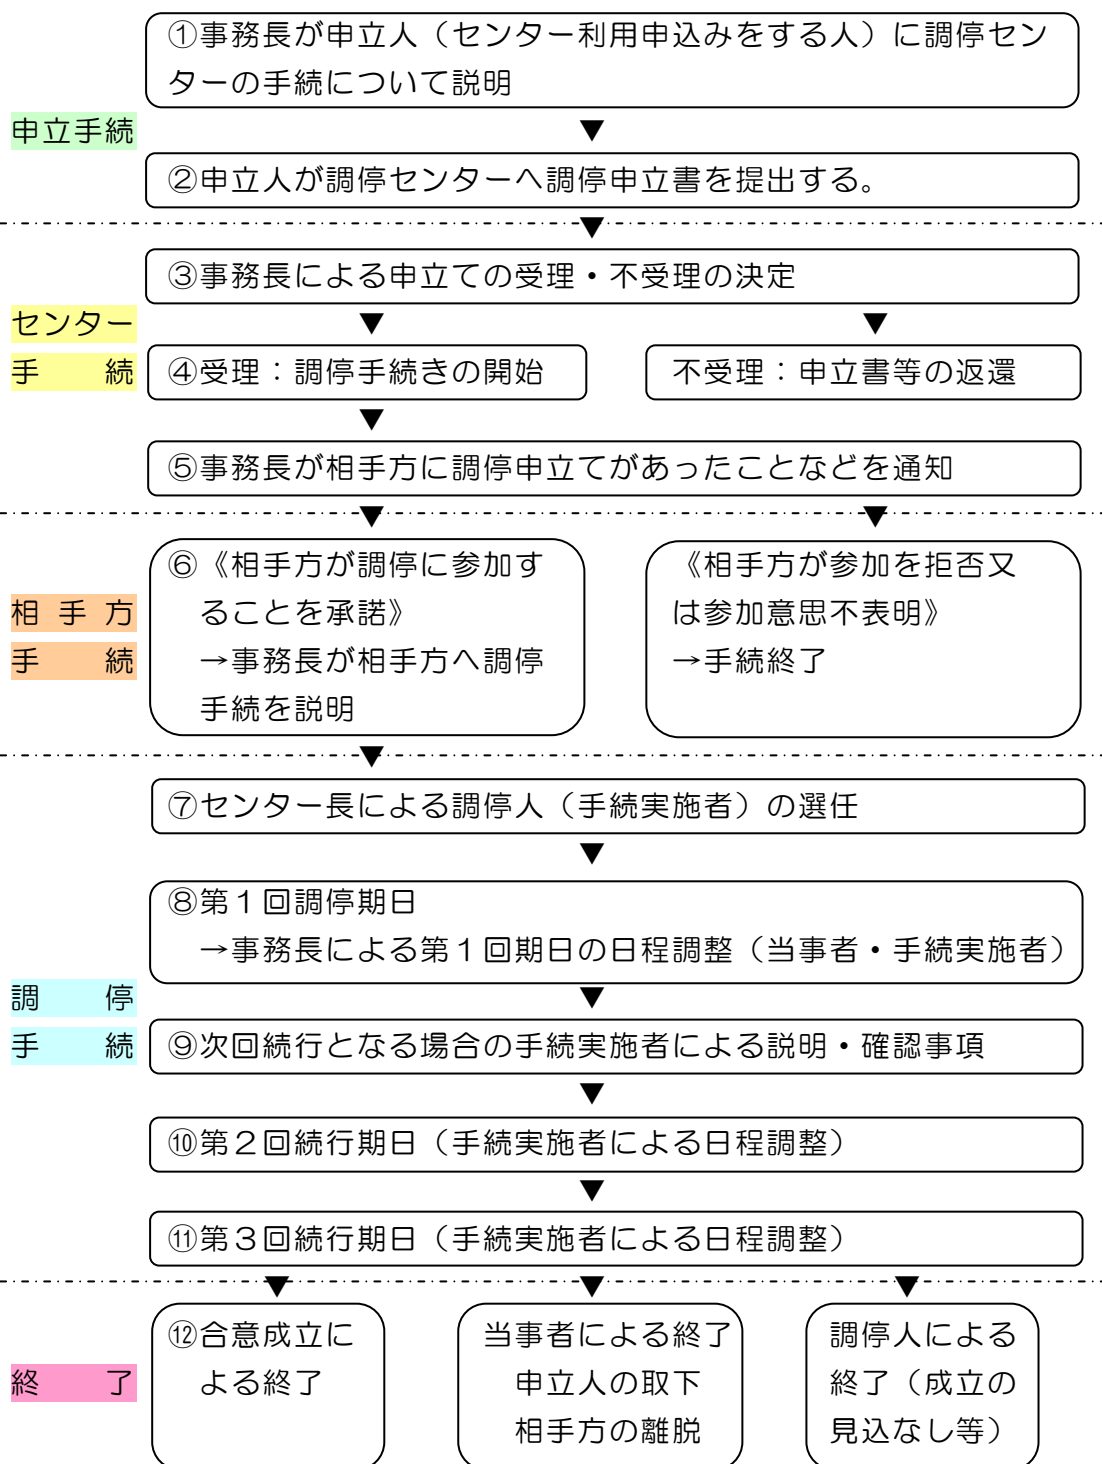 ①事務長が申立人（センター利用申込みをする人）に調停セン
ターの手続について説明
申立手続
▼
②申立人が調停センターへ調停申立書を提出する。
▼
③事務長による申立ての受理・不受理の決定
センター
手　　続
▼
▼
④受理：調停手続きの開始
不受理：申立書等の返還
▼
⑤事務長が相手方に調停申立てがあったことなどを通知
▼
▼
相 手 方
手　　続
⑥《相手方が調停に参加す
ることを承諾》
→事務長が相手方へ調停
手続を説明
《相手方が参加を拒否又
は参加意思不表明》
→手続終了
▼
⑦センター長による調停人（手続実施者）の選任
▼
⑧第１回調停期日
→事務長による第１回期日の日程調整（当事者・手続実施者）
調　　停
手　　続
▼
⑨次回続行となる場合の手続実施者による説明・確認事項
▼
⑩第２回続行期日（手続実施者による日程調整）
▼
⑪第３回続行期日（手続実施者による日程調整）
▼
▼
▼
終　　了
⑫合意成立に
よる終了
当事者による終了
申立人の取下
相手方の離脱
調停人による
終了（成立の
見込なし等）